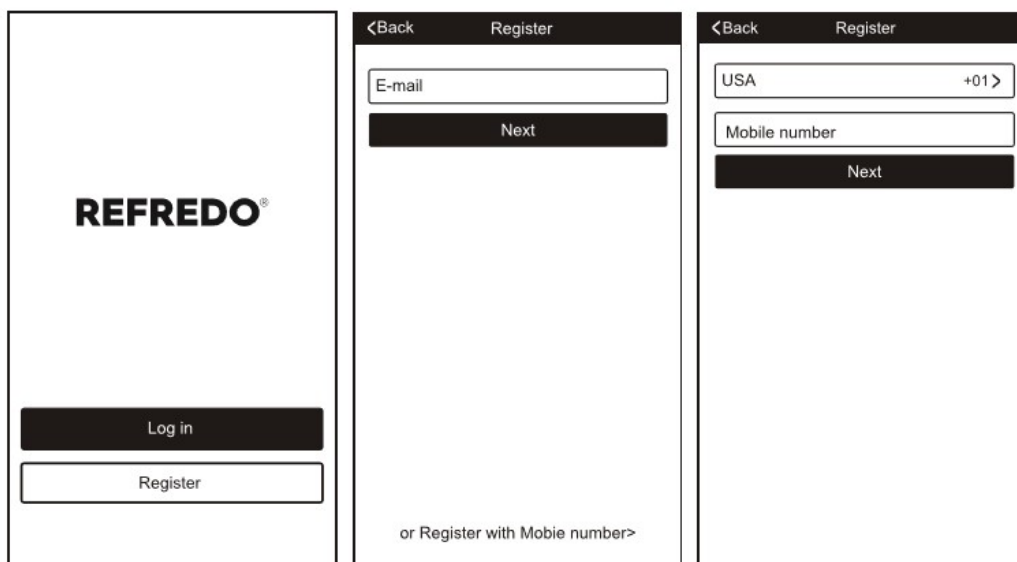 REFREDO®
Log in
Register
<Back Register
E-mail
Next
or Register with Mobie number>
<Back Register
USA +01>
Mobile number
Next